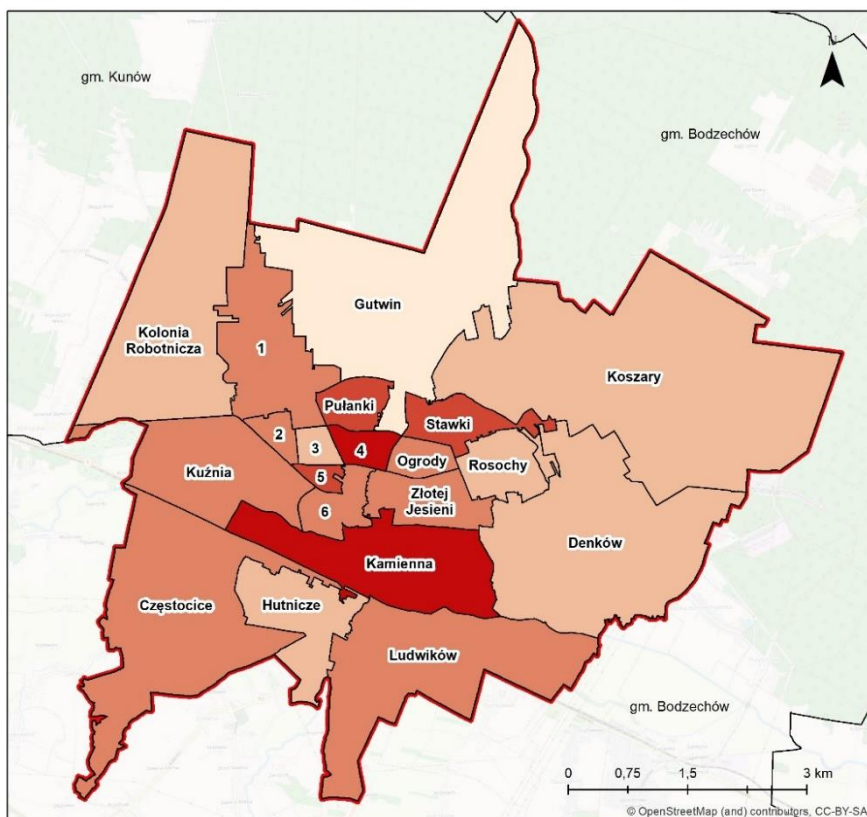 gm. Kunów
N
gm. Bodzechów
Gutwin
Kolonia
Robotnicza
1
Koszary
Pułanki
Stawki
2
3
4
Ogrody
Rosochy
Kuźnia
5
Złotej
Jesieni
6
Denków
Kamienna
Częstocice
Hutnicze
Ludwików
gm. Bodzechów
0 0,75 1,5 3 km
© OpenStreetMap (and) contributors, CC-BY-SA